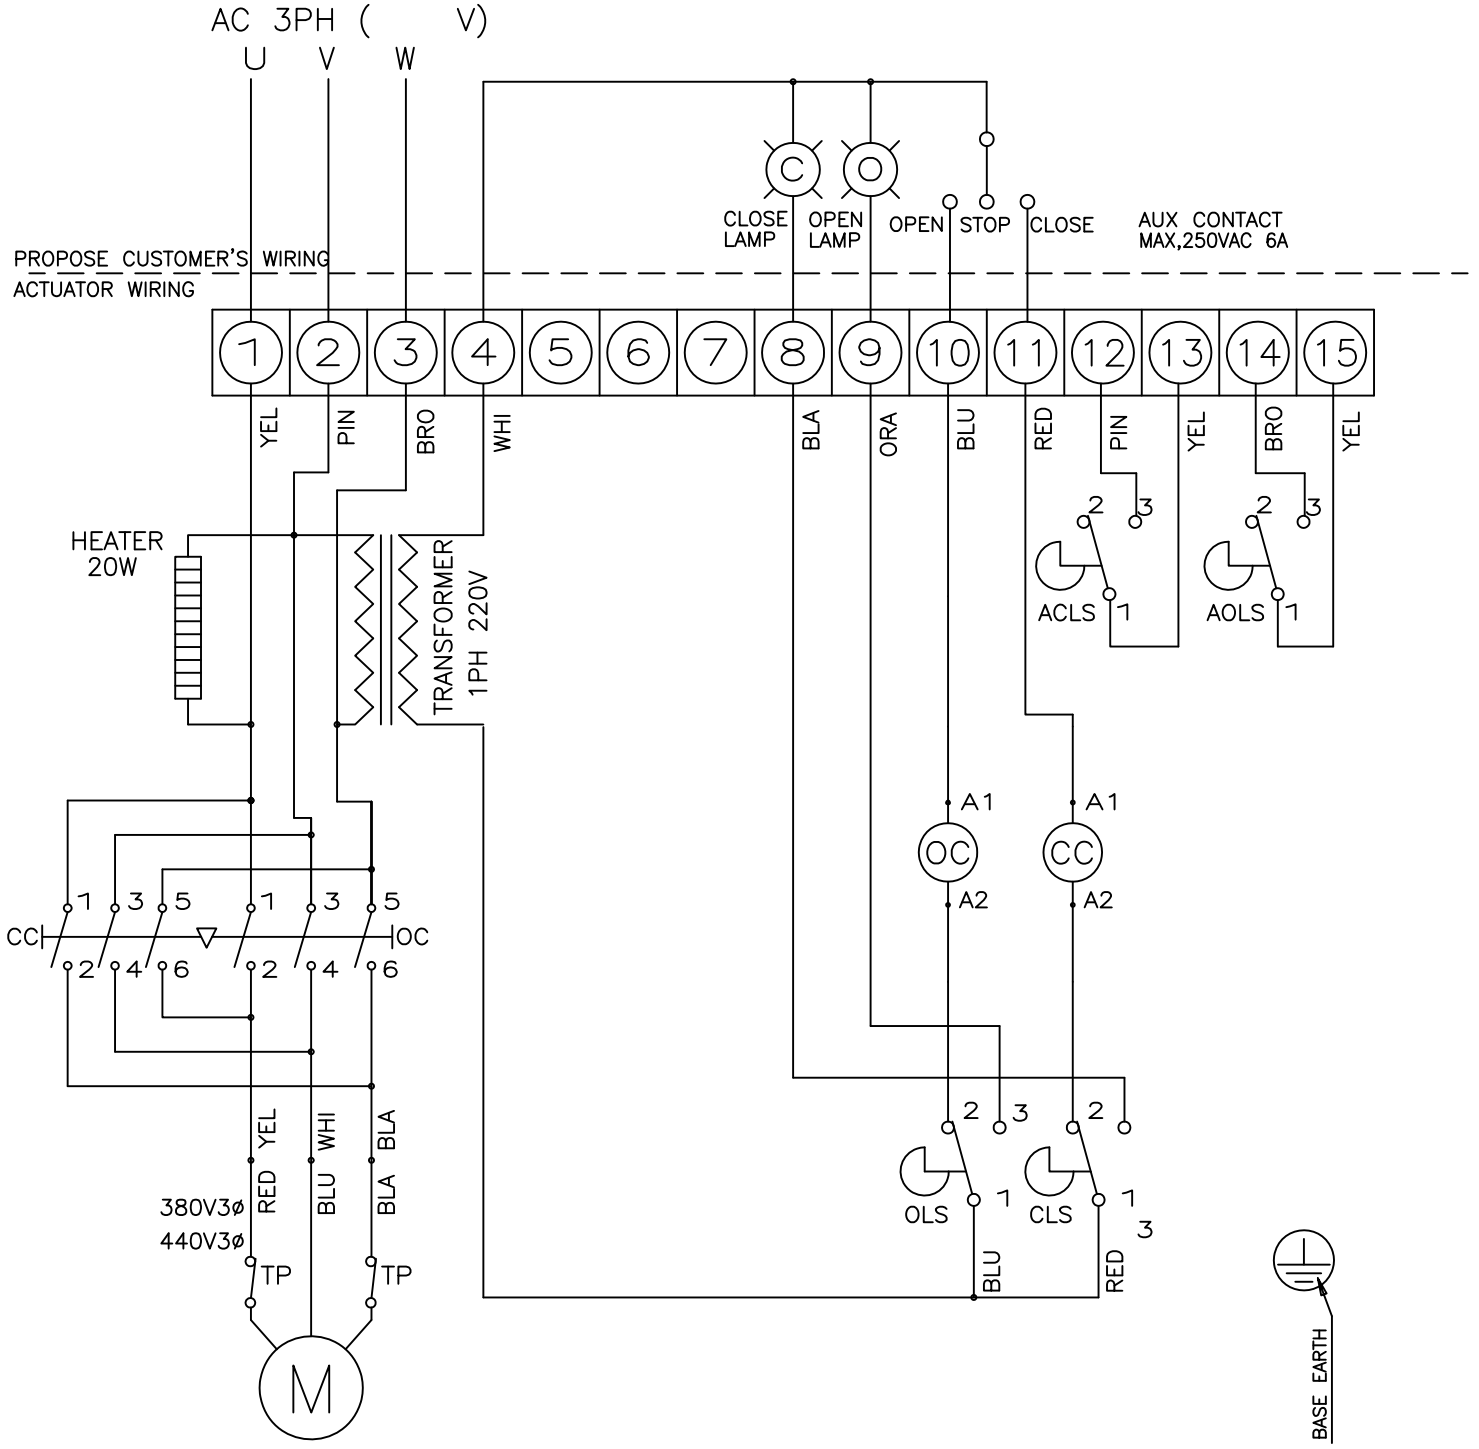 AC 3PH ( V)
U V W
C O
CLOSE LAMP
OPEN LAMP
OPEN STOP CLOSE
AUX CONTACT
MAX,250VAC 6A
PROPOSE CUSTOMER'S WIRING
ACTUATOR WIRING
1 2 3 4 5 6 7 8 9 10 11 12 13 14 15
YEL PIN BRO WHI BLA ORA BLU RED PIN YEL BRO YEL
HEATER
20W
TRANSFORMER
1PH 220V
2 3
ACLS 1
2 3
AOLS 1
A1 A1
OC CC
A2 A2
1 3 5 1 3 5
CC OC
2 4 6 2 4 6
YEL WHI BLA
RED BLU BLA
380V3ø
440V3ø
TP TP
M
2 3 2
OLS 1 CLS 1
3
BLU RED
BASE EARTH